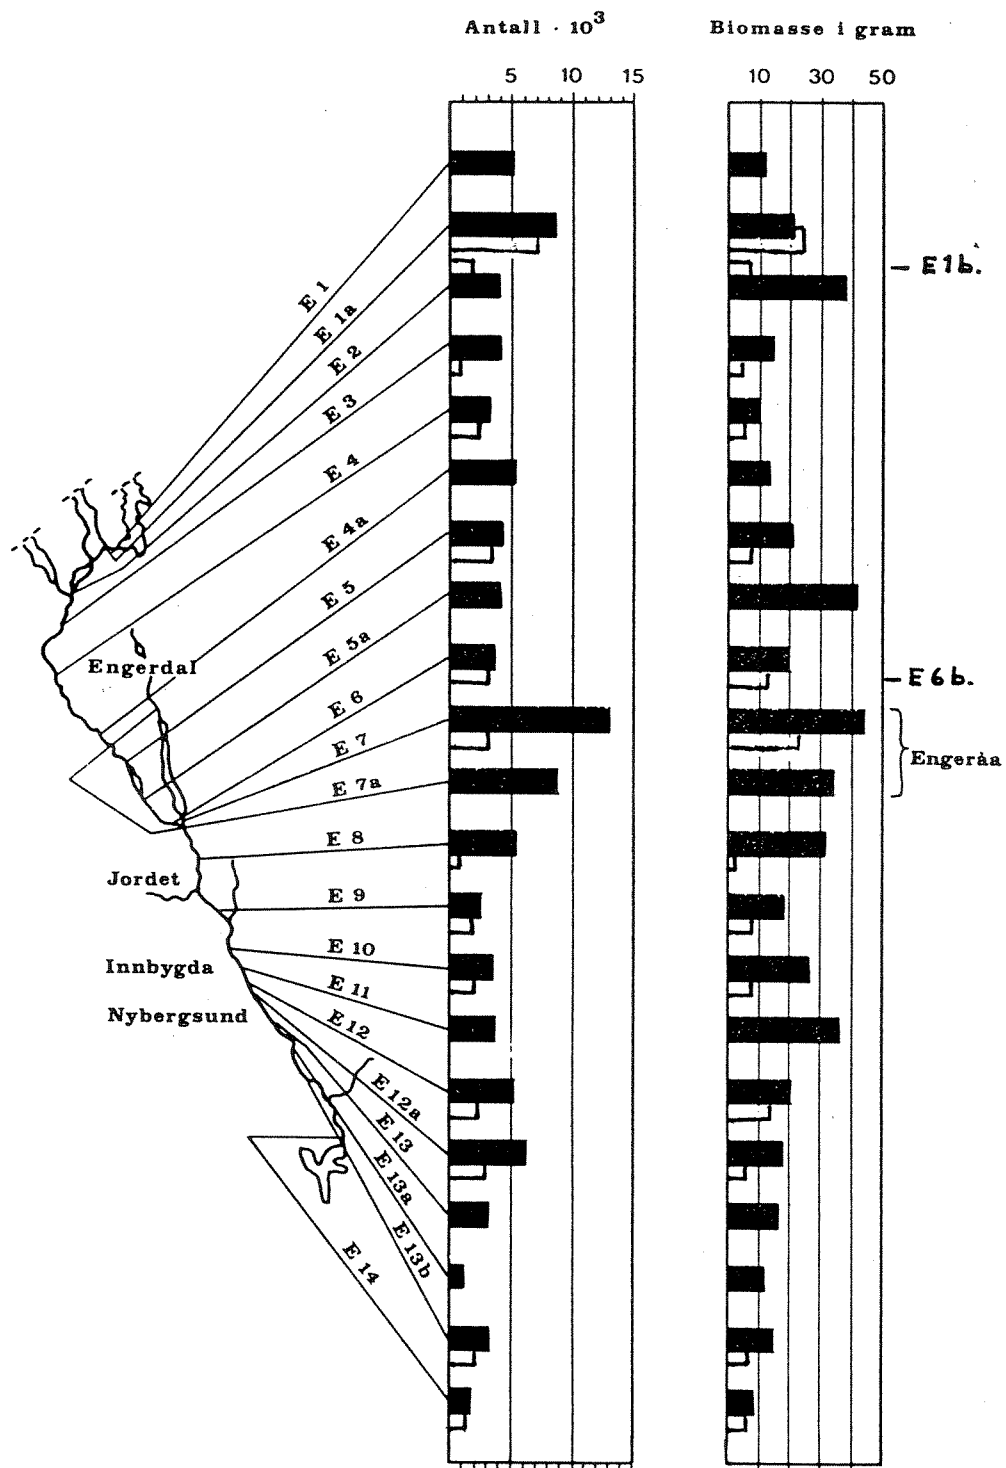 Antall · 10³
Biomasse i gram
5 10 15
10 30 50
E 1
E 1a
E 2
E 3
E 4
E 4a
E 5
E 5a
E 6
E 7
E 7a
E 8
E 9
E 10
E 11
E 12
E 12a
E 13
E 13a
E 13b
E 14
Engerdal
Jordet
Innbygda
Nybergsund
E1b.
E6b.
Engeråa